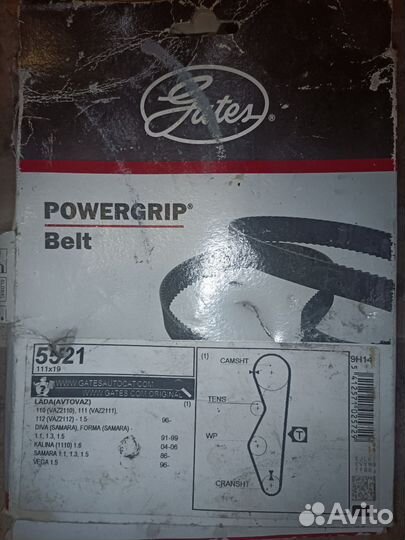 Gates®
POWERGRIP®
Belt
5521
111x19
(1)
WWW.GATESAUTOCAT.COM
WWW.GATES.COM/ORIGINAL
LADA(AVTOVAZ)
110 (VAZ2110), 111 (VAZ2111),
112 (VAZ2112) - 1.5 96-
DIVA (SAMARA), FORMA (SAMARA) -
1.1, 1.3, 1.5 91-99
KALINA (1110) 1.6 04-06
SAMARA 1.1, 1.3, 1.5 86-
VEGA 1.5 96-
(1)
CAMSHT
TENS
WP
CRANSHT
T
9H14
Avito